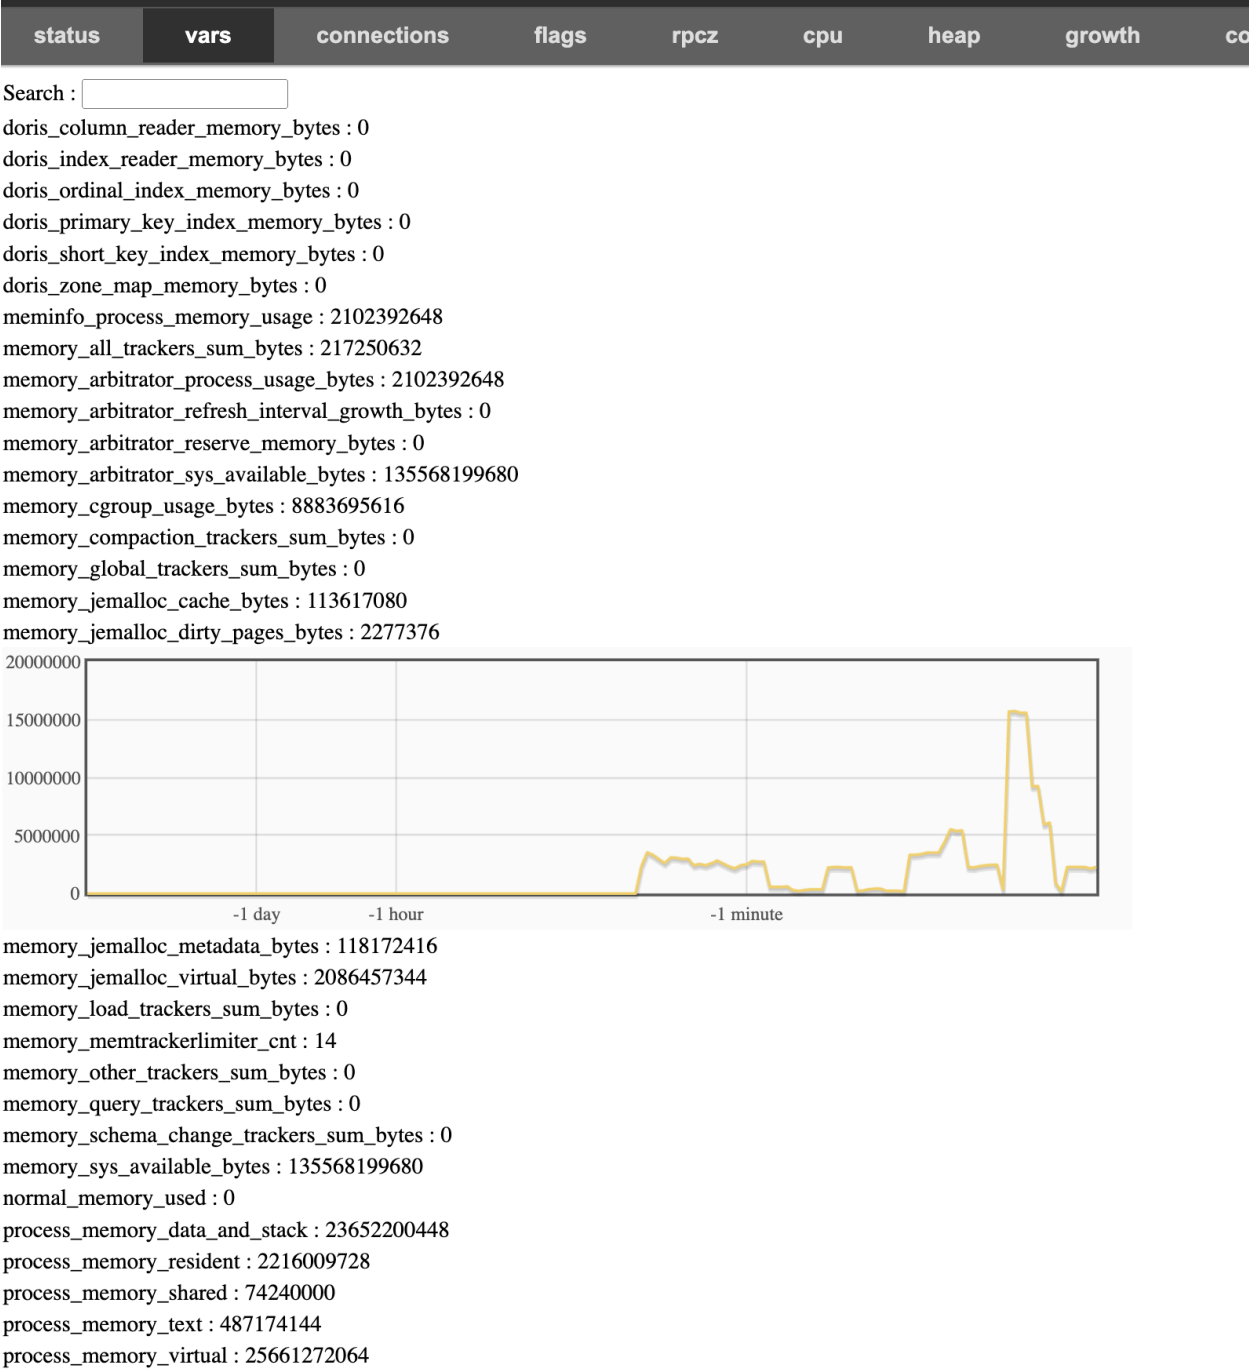 status vars connections flags rpcz cpu heap growth co
Search :
doris_column_reader_memory_bytes : 0
doris_index_reader_memory_bytes : 0
doris_ordinal_index_memory_bytes : 0
doris_primary_key_index_memory_bytes : 0
doris_short_key_index_memory_bytes : 0
doris_zone_map_memory_bytes : 0
meminfo_process_memory_usage : 2102392648
memory_all_trackers_sum_bytes : 217250632
memory_arbitrator_process_usage_bytes : 2102392648
memory_arbitrator_refresh_interval_growth_bytes : 0
memory_arbitrator_reserve_memory_bytes : 0
memory_arbitrator_sys_available_bytes : 135568199680
memory_cgroup_usage_bytes : 8883695616
memory_compaction_trackers_sum_bytes : 0
memory_global_trackers_sum_bytes : 0
memory_jemalloc_cache_bytes : 113617080
memory_jemalloc_dirty_pages_bytes : 2277376
20000000
15000000
10000000
5000000
0
-1 day -1 hour -1 minute
memory_jemalloc_metadata_bytes : 118172416
memory_jemalloc_virtual_bytes : 2086457344
memory_load_trackers_sum_bytes : 0
memory_memtrackerlimiter_cnt : 14
memory_other_trackers_sum_bytes : 0
memory_query_trackers_sum_bytes : 0
memory_schema_change_trackers_sum_bytes : 0
memory_sys_available_bytes : 135568199680
normal_memory_used : 0
process_memory_data_and_stack : 23652200448
process_memory_resident : 2216009728
process_memory_shared : 74240000
process_memory_text : 487174144
process_memory_virtual : 25661272064